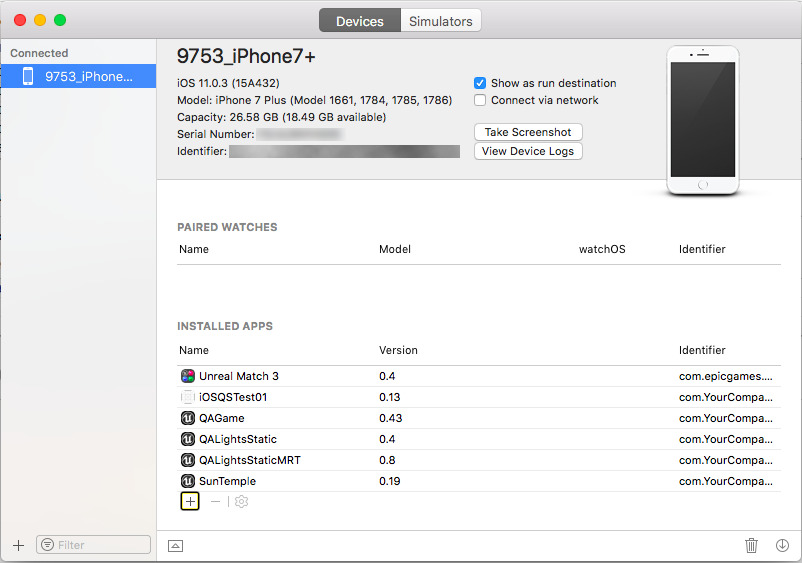 Devices Simulators
Connected
9753_iPhone...
9753_iPhone7+
iOS 11.0.3 (15A432)
Model: iPhone 7 Plus (Model 1661, 1784, 1785, 1786)
Capacity: 26.58 GB (18.49 GB available)
Serial Number:
Identifier:
Show as run destination
Connect via network
Take Screenshot
View Device Logs
PAIRED WATCHES
Name Model watchOS Identifier
INSTALLED APPS
Name Version Identifier
Unreal Match 3 0.4 com.epicgames....
iOSQSTest01 0.13 com.YourCompa...
QAGame 0.43 com.YourCompa...
QALightsStatic 0.4 com.YourCompa...
QALightsStaticMRT 0.8 com.YourCompa...
SunTemple 0.19 com.YourCompa...
Filter